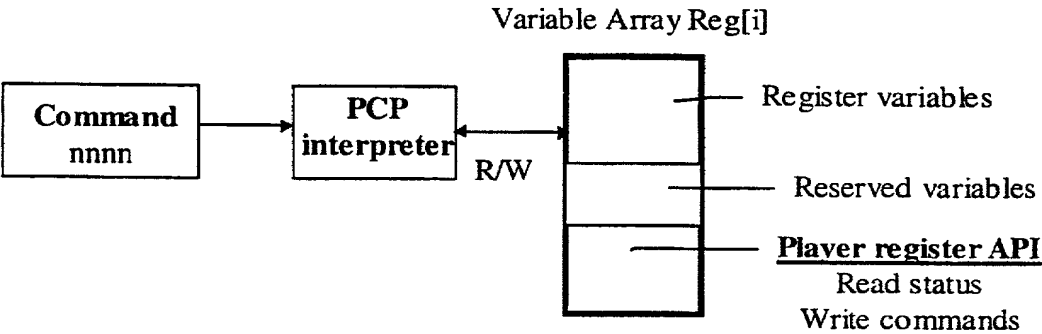 Variable Array Reg[i]
Command
nnnn
PCP
interpreter
R/W
Register variables
Reserved variables
Player register API
Read status
Write commands